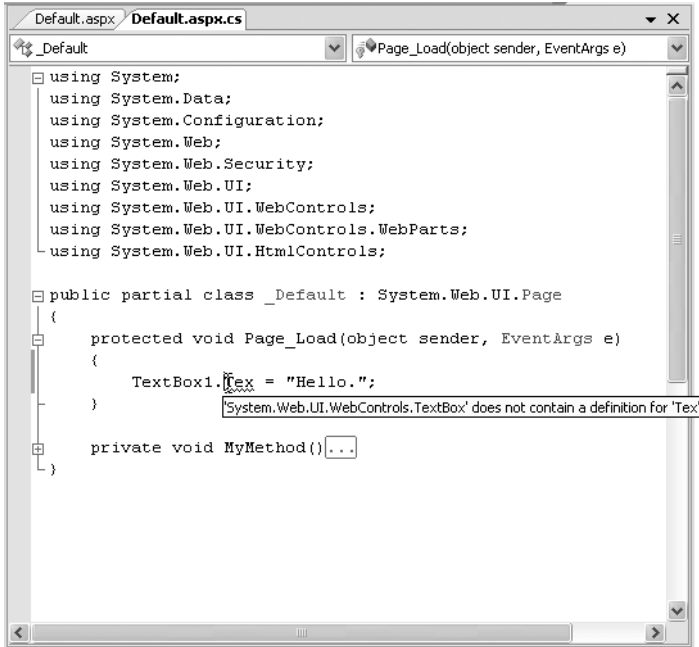 Default.aspx Default.aspx.cs
_Default Page_Load(object sender, EventArgs e)
using System;
using System.Data;
using System.Configuration;
using System.Web;
using System.Web.Security;
using System.Web.UI;
using System.Web.UI.WebControls;
using System.Web.UI.WebControls.WebParts;
using System.Web.UI.HtmlControls;
public partial class _Default : System.Web.UI.Page
{
protected void Page_Load(object sender, EventArgs e)
{
TextBox1.Tex = "Hello.";
}
'System.Web.UI.WebControls.TextBox' does not contain a definition for 'Tex'
private void MyMethod()...
}